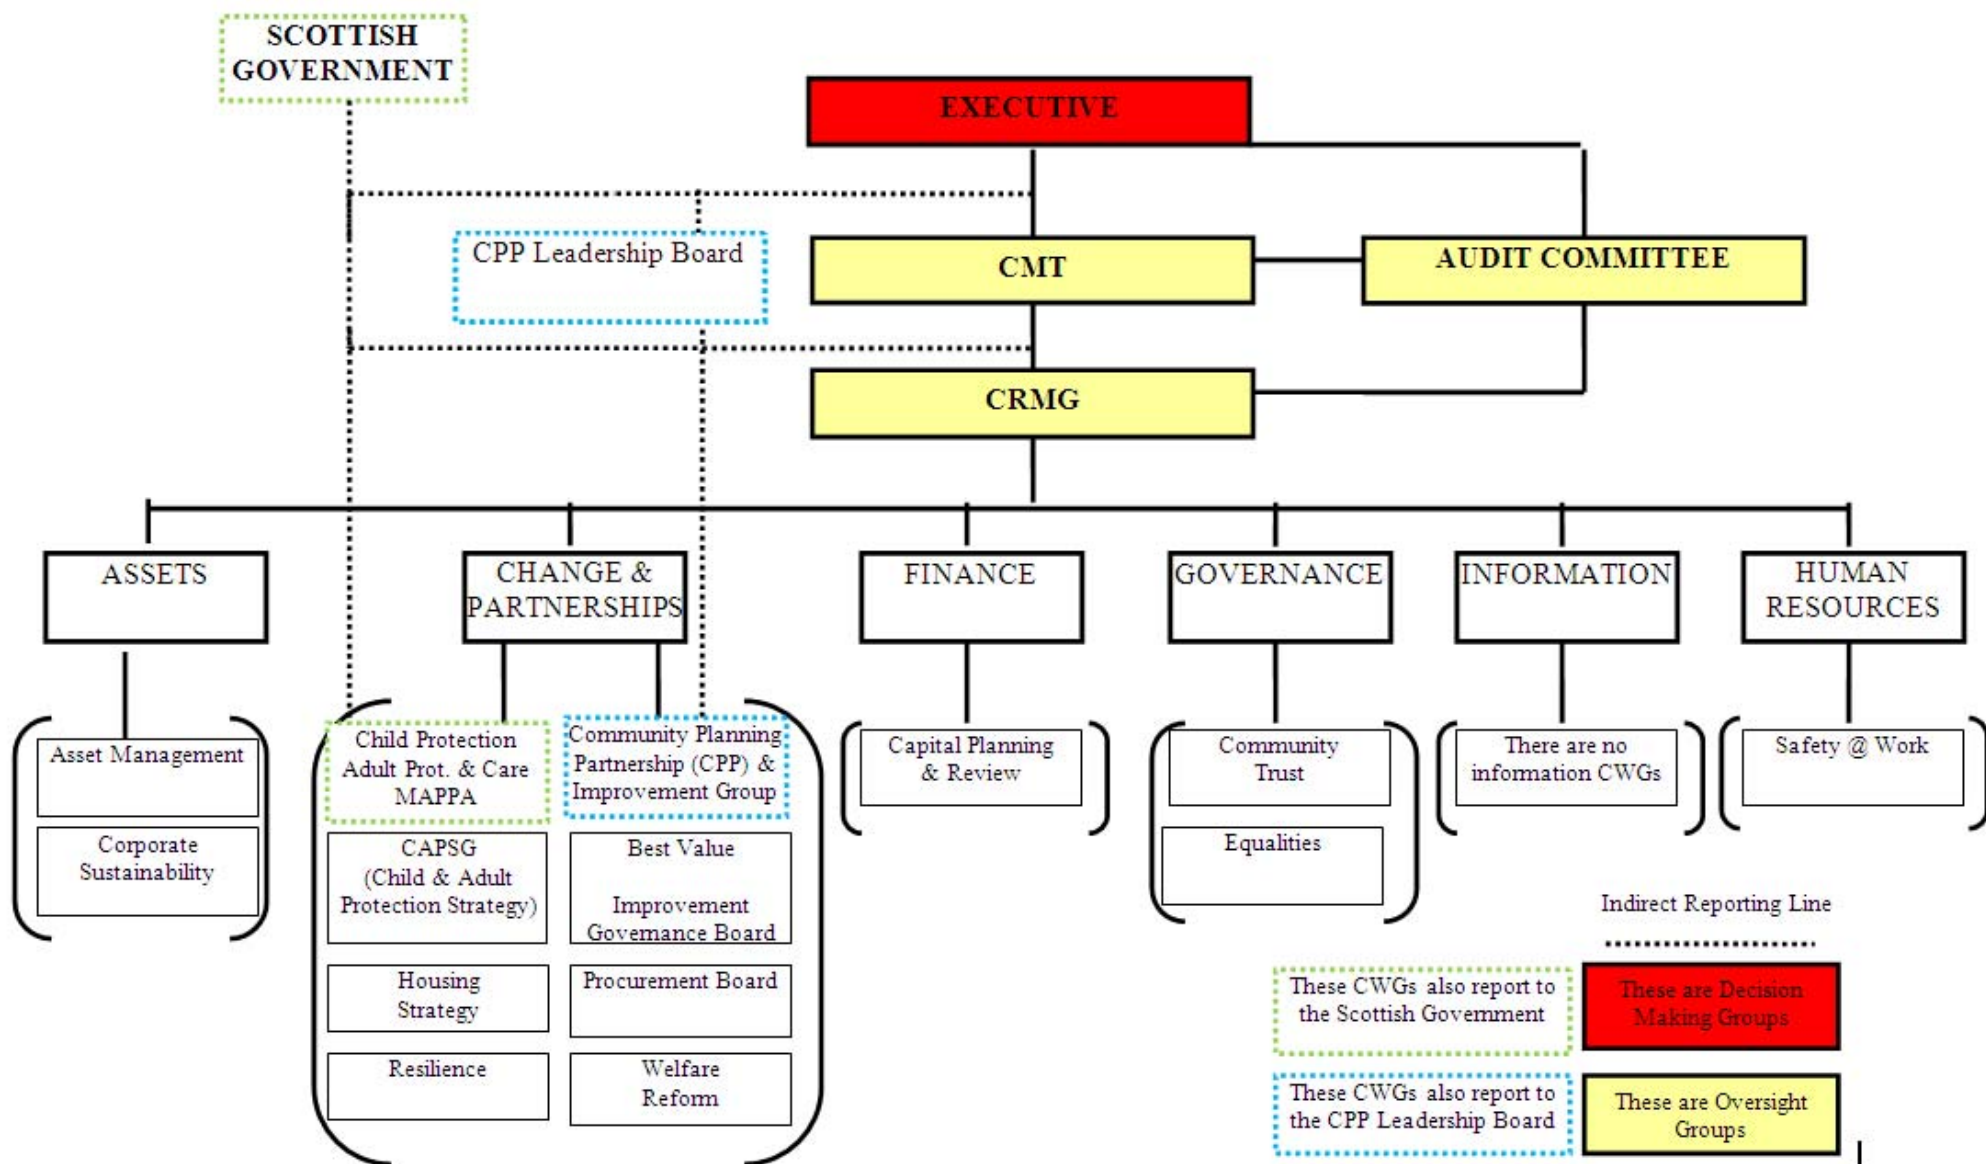 SCOTTISH
GOVERNMENT
EXECUTIVE
CPP Leadership Board
CMT
AUDIT COMMITTEE
CRMG
ASSETS
CHANGE &
PARTNERSHIPS
FINANCE
GOVERNANCE
INFORMATION
HUMAN
RESOURCES
Asset Management
Corporate
Sustainability
Child Protection
Adult Prot. & Care
MAPPA
Community Planning
Partnership (CPP) &
Improvement Group
CAPSG
(Child & Adult
Protection Strategy)
Best Value
Improvement
Governance Board
Housing
Strategy
Procurement Board
Resilience
Welfare
Reform
Capital Planning
& Review
Community
Trust
Equalities
There are no
information CWGs
Safety @ Work
Indirect Reporting Line
These CWGs also report to
the Scottish Government
These are Decision
Making Groups
These CWGs also report to
the CPP Leadership Board
These are Oversight
Groups